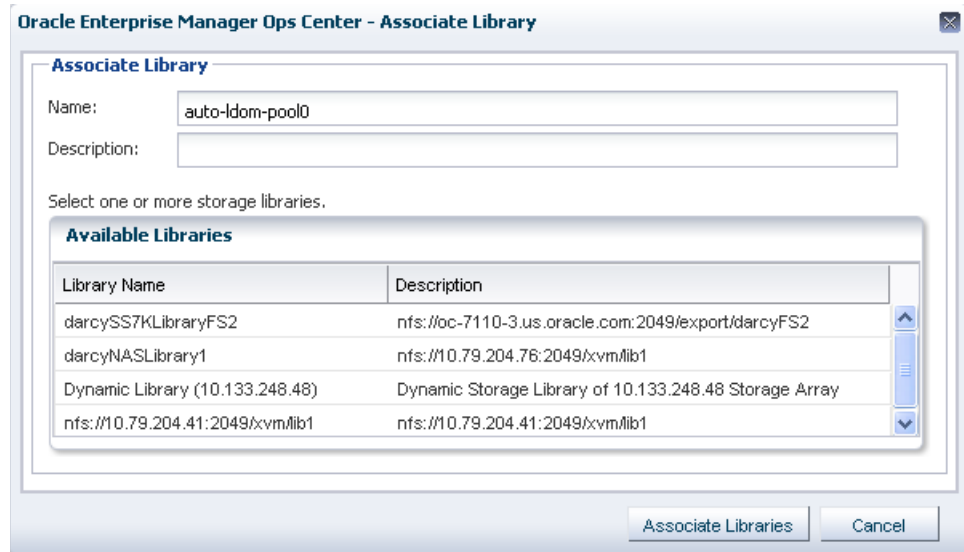 Oracle Enterprise Manager Ops Center - Associate Library
Associate Library
Name: auto-ldom-pool0
Description:
Select one or more storage libraries.
Available Libraries
Library Name Description
darcySS7KLibraryFS2 nfs://oc-7110-3.us.oracle.com:2049/export/darcyFS2
darcyNASLibrary1 nfs://10.79.204.76:2049/xvm/lib1
Dynamic Library (10.133.248.48) Dynamic Storage Library of 10.133.248.48 Storage Array
nfs://10.79.204.41:2049/xvm/lib1 nfs://10.79.204.41:2049/xvm/lib1
Associate Libraries Cancel